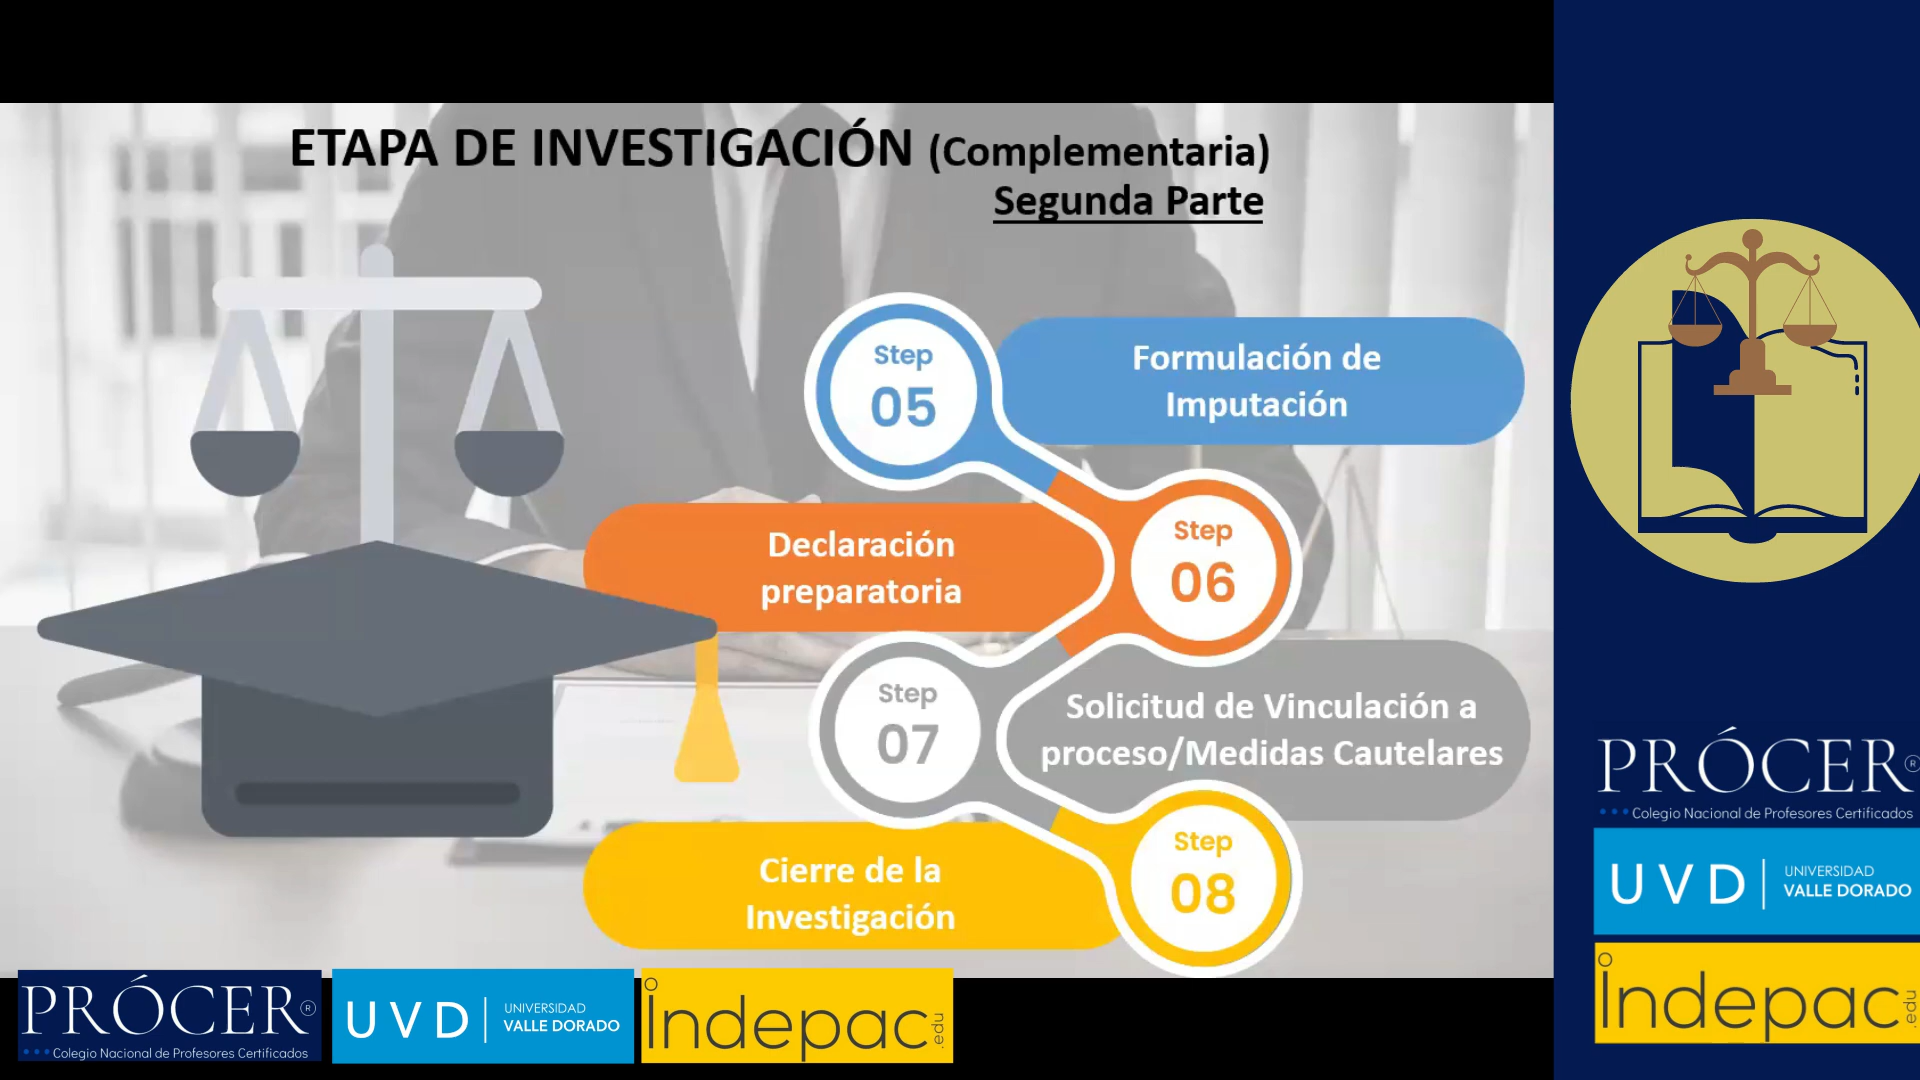 ETAPA DE INVESTIGACIÓN (Complementaria)
Segunda Parte
Step
05
Formulación de
Imputación
Declaración
preparatoria
Step
06
Step
07
Solicitud de Vinculación a
proceso/Medidas Cautelares
Cierre de la
Investigación
Step
08
PRÓCER®
Colegio Nacional de Profesores Certificados
UVD
UNIVERSIDAD
VALLE DORADO
Indepac.edu
PRÓCER®
Colegio Nacional de Profesores Certificados
UVD
UNIVERSIDAD
VALLE DORADO
Indepac.edu